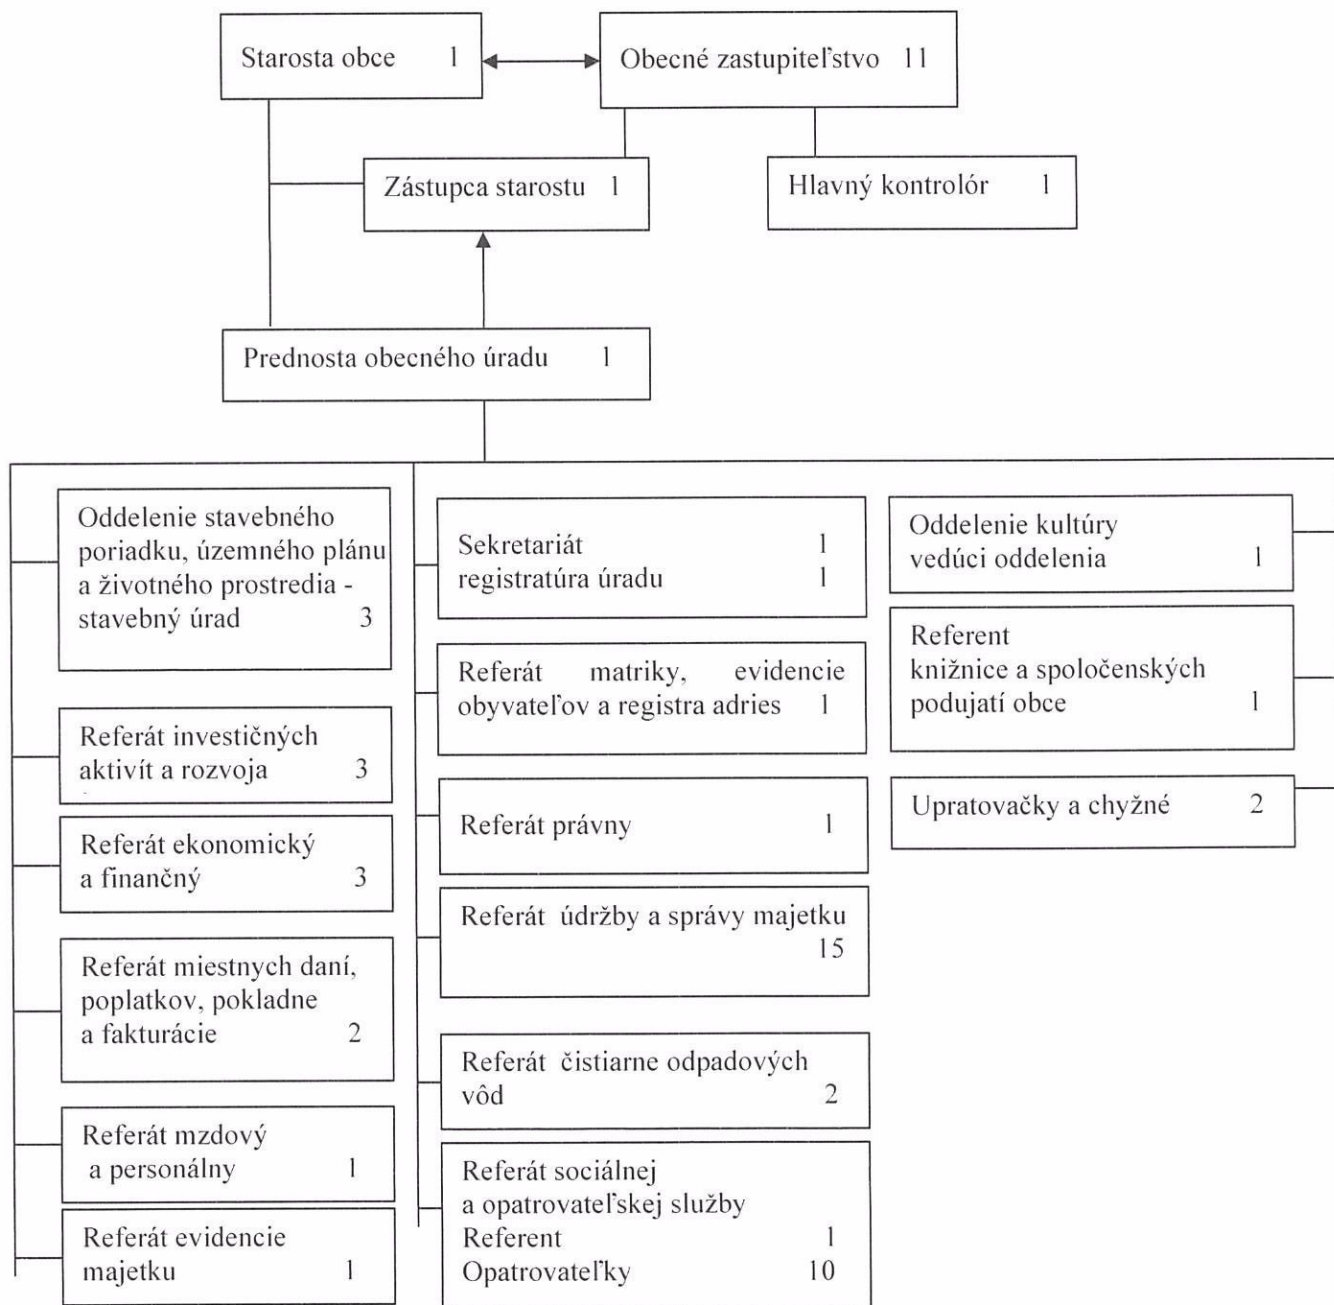 Starosta obce 1
Obecné zastupiteľstvo 11
Zástupca starostu 1
Hlavný kontrolór 1
Prednosta obecného úradu 1
Oddelenie stavebného
poriadku, územného plánu
a životného prostredia -
stavebný úrad 3
Referát investičných
aktivít a rozvoja 3
Referát ekonomický
a finančný 3
Referát miestnych daní,
poplatkov, pokladne
a fakturácie 2
Referát mzdový
a personálny 1
Referát evidencie
majetku 1
Sekretariát 1
registratúra úradu 1
Referát matriky, evidencie
obyvateľov a registra adries 1
Referát právny 1
Referát údržby a správy majetku
15
Referát čistiarne odpadových
vôd 2
Referát sociálnej
a opatrovateľskej služby
Referent 1
Opatrovateľky 10
Oddelenie kultúry
vedúci oddelenia 1
Referent
knižnice a spoločenských
podujatí obce 1
Upratovačky a chyžné 2